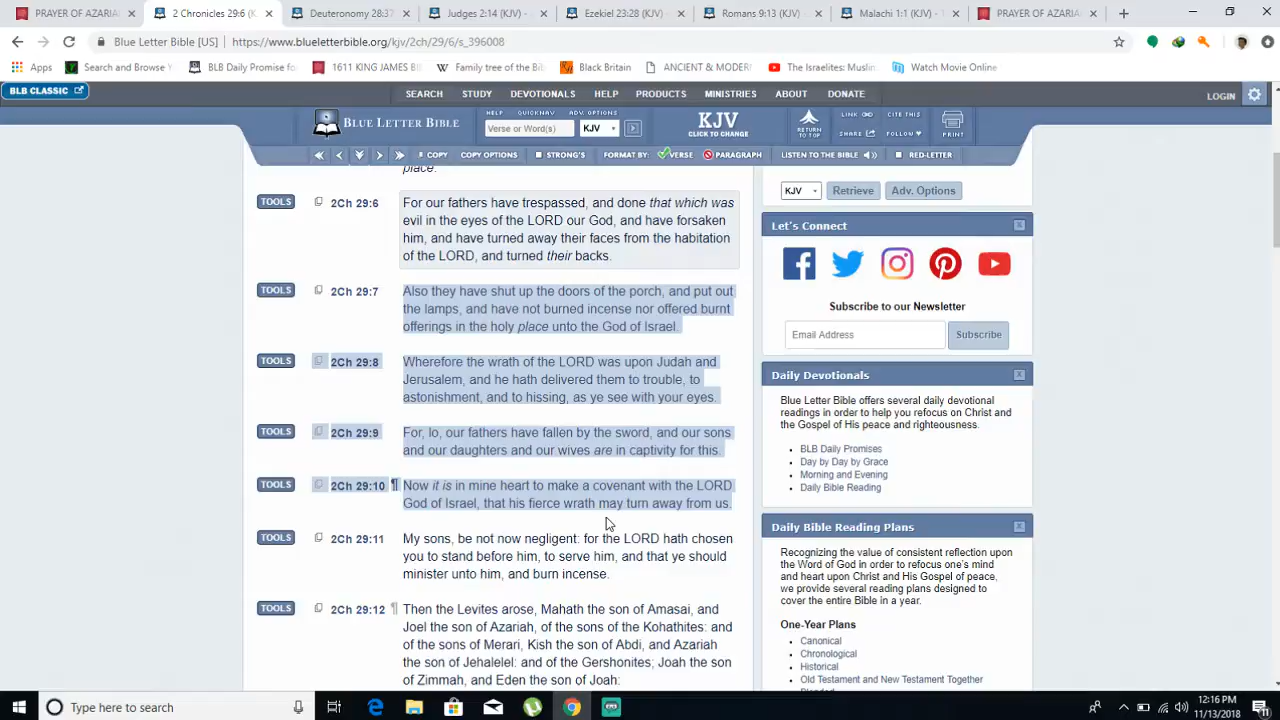 PRAYER OF AZARIA
2 Chronicles 29:6 (KJV)
Deuteronomy 28:37
Judges 2:14 (KJV) -
Ezekiel 23:28 (KJV)
Romans 9:13 (KJV)
Malachi 1:1 (KJV) -
PRAYER OF AZARIA
Blue Letter Bible [US]
https://www.blueletterbible.org/kjv/2ch/29/6/s_396008
Apps
Search and Browse
BLB Daily Promise for
1611 KING JAMES BI
Family tree of the Bib
Black Britain
ANCIENT & MODER
The Israelites: Muslin
Watch Movie Online
BLB CLASSIC
SEARCH
STUDY
DEVOTIONALS
HELP
PRODUCTS
MINISTRIES
ABOUT
DONATE
LOGIN
BLUE LETTER BIBLE
HELP
QUICKNAV
ADV. OPTIONS
Verse or Word(s)
KJV
KJV
CLICK TO CHANGE
RETURN
TO TOP
LINK
SHARE
CITE THIS
FOLLOW
PRINT
COPY
COPY OPTIONS
STRONG'S
FORMAT BY:
VERSE
PARAGRAPH
LISTEN TO THE BIBLE
RED-LETTER
place.
TOOLS
2Ch 29:6
For our fathers have trespassed, and done that which was
evil in the eyes of the LORD our God, and have forsaken
him, and have turned away their faces from the habitation
of the LORD, and turned their backs.
TOOLS
2Ch 29:7
Also they have shut up the doors of the porch, and put out
the lamps, and have not burned incense nor offered burnt
offerings in the holy place unto the God of Israel.
TOOLS
2Ch 29:8
Wherefore the wrath of the LORD was upon Judah and
Jerusalem, and he hath delivered them to trouble, to
astonishment, and to hissing, as ye see with your eyes.
TOOLS
2Ch 29:9
For, lo, our fathers have fallen by the sword, and our sons
and our daughters and our wives are in captivity for this.
TOOLS
2Ch 29:10 ¶
Now it is in mine heart to make a covenant with the LORD
God of Israel, that his fierce wrath may turn away from us.
TOOLS
2Ch 29:11
My sons, be not now negligent: for the LORD hath chosen
you to stand before him, to serve him, and that ye should
minister unto him, and burn incense.
TOOLS
2Ch 29:12 ¶
Then the Levites arose, Mahath the son of Amasai, and
Joel the son of Azariah, of the sons of the Kohathites: and
of the sons of Merari, Kish the son of Abdi, and Azariah
the son of Jehalelel: and of the Gershonites; Joah the son
of Zimmah, and Eden the son of Joah:
KJV
Retrieve
Adv. Options
Let's Connect
Subscribe to our Newsletter
Email Address
Subscribe
Daily Devotionals
Blue Letter Bible offers several daily devotional
readings in order to help you refocus on Christ and
the Gospel of His peace and righteousness.
BLB Daily Promises
Day by Day by Grace
Morning and Evening
Daily Bible Reading
Daily Bible Reading Plans
Recognizing the value of consistent reflection upon
the Word of God in order to refocus one's mind
and heart upon Christ and His Gospel of peace,
we provide several reading plans designed to
cover the entire Bible in a year.
One-Year Plans
Canonical
Chronological
Historical
Old Testament and New Testament Together
Type here to search
12:16 PM
11/13/2018